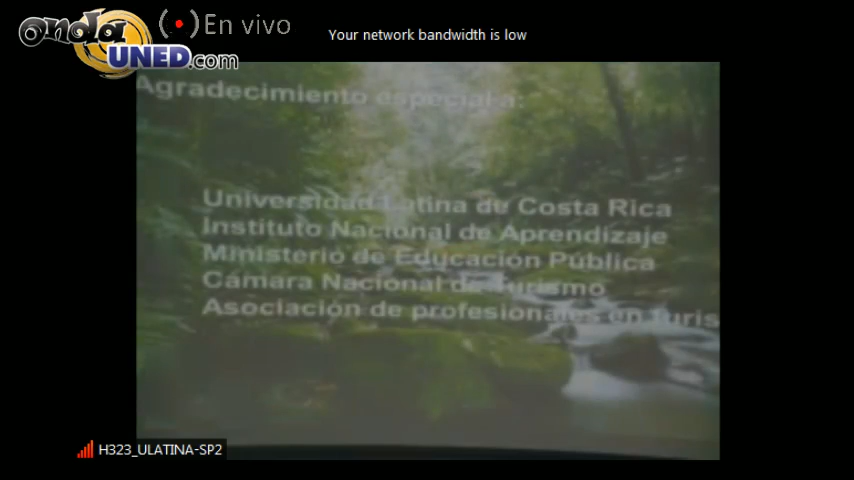 onda
UNED.com
En vivo
Your network bandwidth is low
Agradecimiento especial a:
Universidad Latina de Costa Rica
Instituto Nacional de Aprendizaje
Ministerio de Educación Pública
Cámara Nacional de Turismo
Asociación de profesionales en Turis
H323_ULATINA-SP2